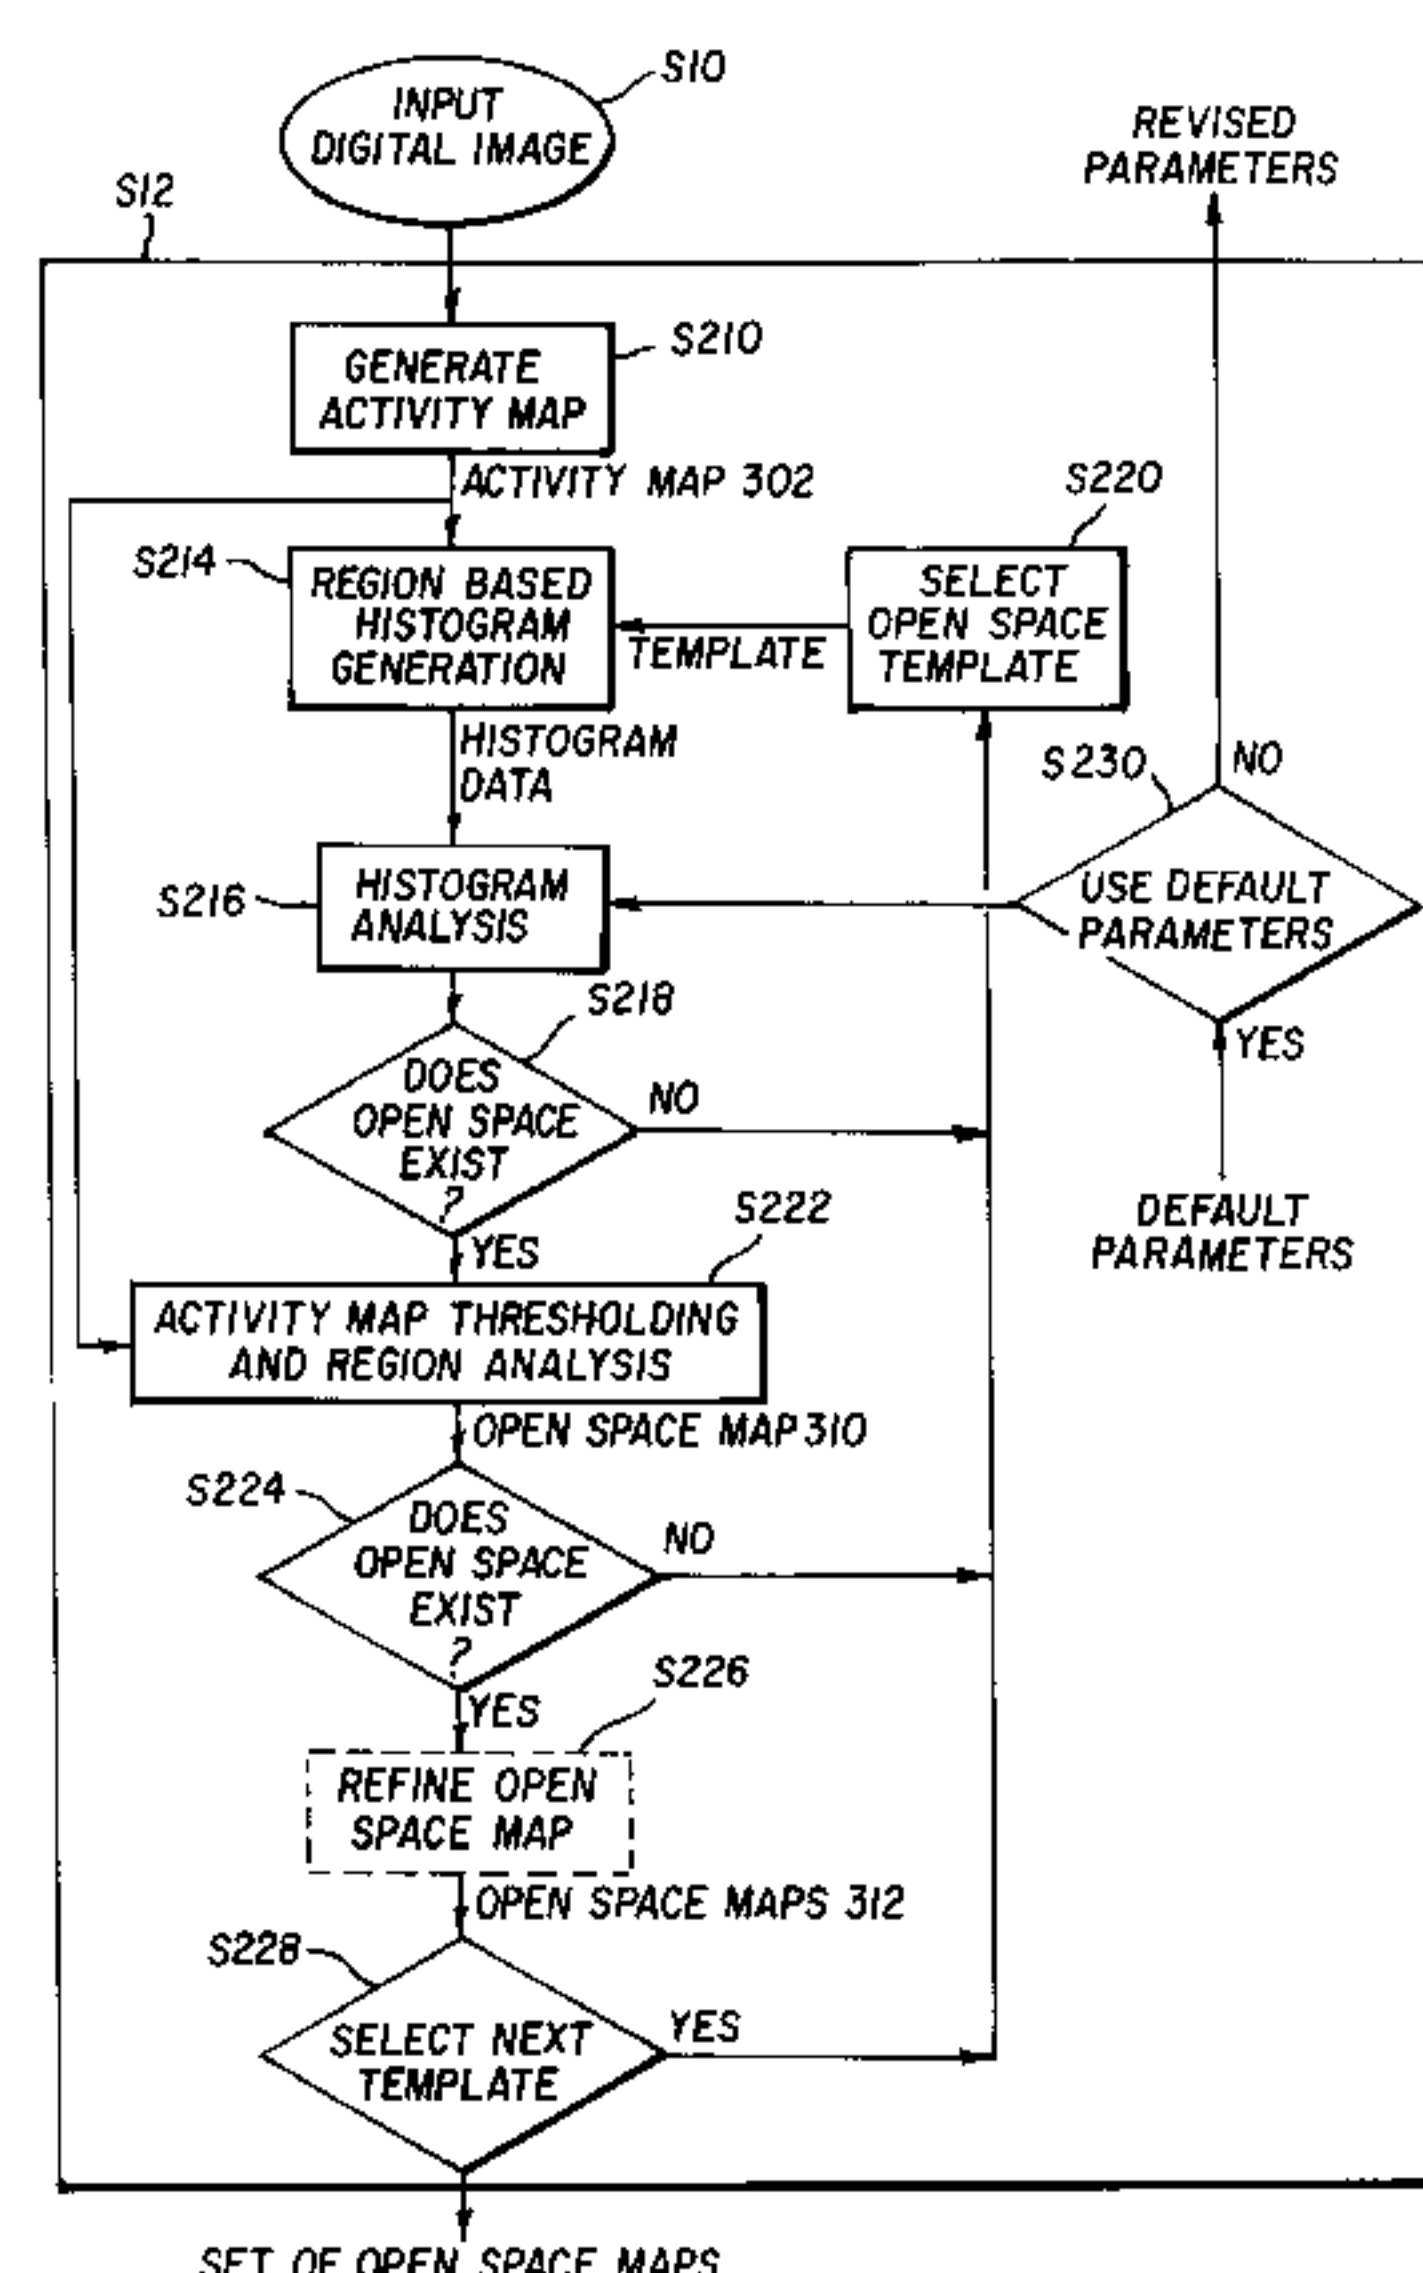 S10
INPUT
DIGITAL IMAGE
REVISED
PARAMETERS
S12
GENERATE
ACTIVITY MAP
S210
ACTIVITY MAP 302
S220
S214
REGION BASED
HISTOGRAM
GENERATION
TEMPLATE
SELECT
OPEN SPACE
TEMPLATE
HISTOGRAM
DATA
S230
NO
S216
HISTOGRAM
ANALYSIS
USE DEFAULT
PARAMETERS
S218
YES
DOES
OPEN SPACE
EXIST
?
NO
YES
S222
DEFAULT
PARAMETERS
ACTIVITY MAP THRESHOLDING
AND REGION ANALYSIS
OPEN SPACE MAP 310
S224
DOES
OPEN SPACE
EXIST
?
NO
YES
S226
REFINE OPEN
SPACE MAP
OPEN SPACE MAPS 312
S228
SELECT NEXT
TEMPLATE
YES
SET OF OPEN SPACE MAPS